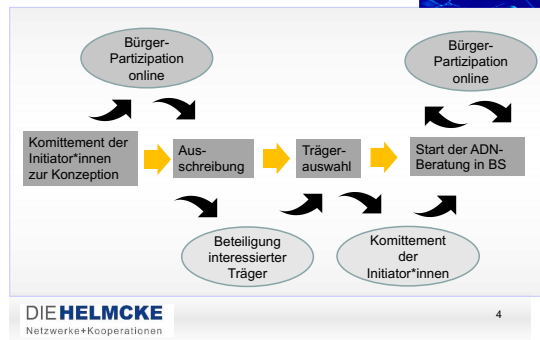 Bürger-
Partizipation
online
Bürger-
Partizipation
online
Komittement der
Initiator*innen
zur Konzeption
Aus-
schreibung
Träger-
auswahl
Start der ADN-
Beratung in BS
Beteiligung
interessierter
Träger
Komittement
der
Initiator*innen
DIE HELMCKE
Netzwerke+Kooperationen
4